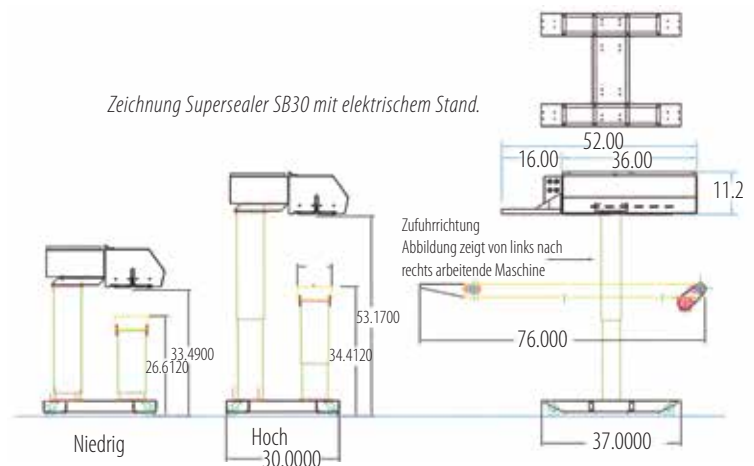 Zeichnung Supersealer SB30 mit elektrischem Stand.
52.00
16.00
36.00
11.2
Zufuhrrichtung
Abbildung zeigt von links nach
rechts arbeitende Maschine
53.1700
33.4900
26.6120
34.4120
76.000
Niedrig
Hoch
30.0000
37.0000